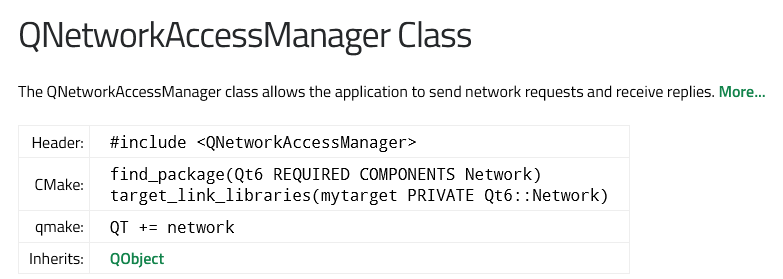 QNetworkAccessManager Class
The QNetworkAccessManager class allows the application to send network requests and receive replies. More...
Header: #include <QNetworkAccessManager>
CMake: find_package(Qt6 REQUIRED COMPONENTS Network)
target_link_libraries(mytarget PRIVATE Qt6::Network)
qmake: QT += network
Inherits: QObject